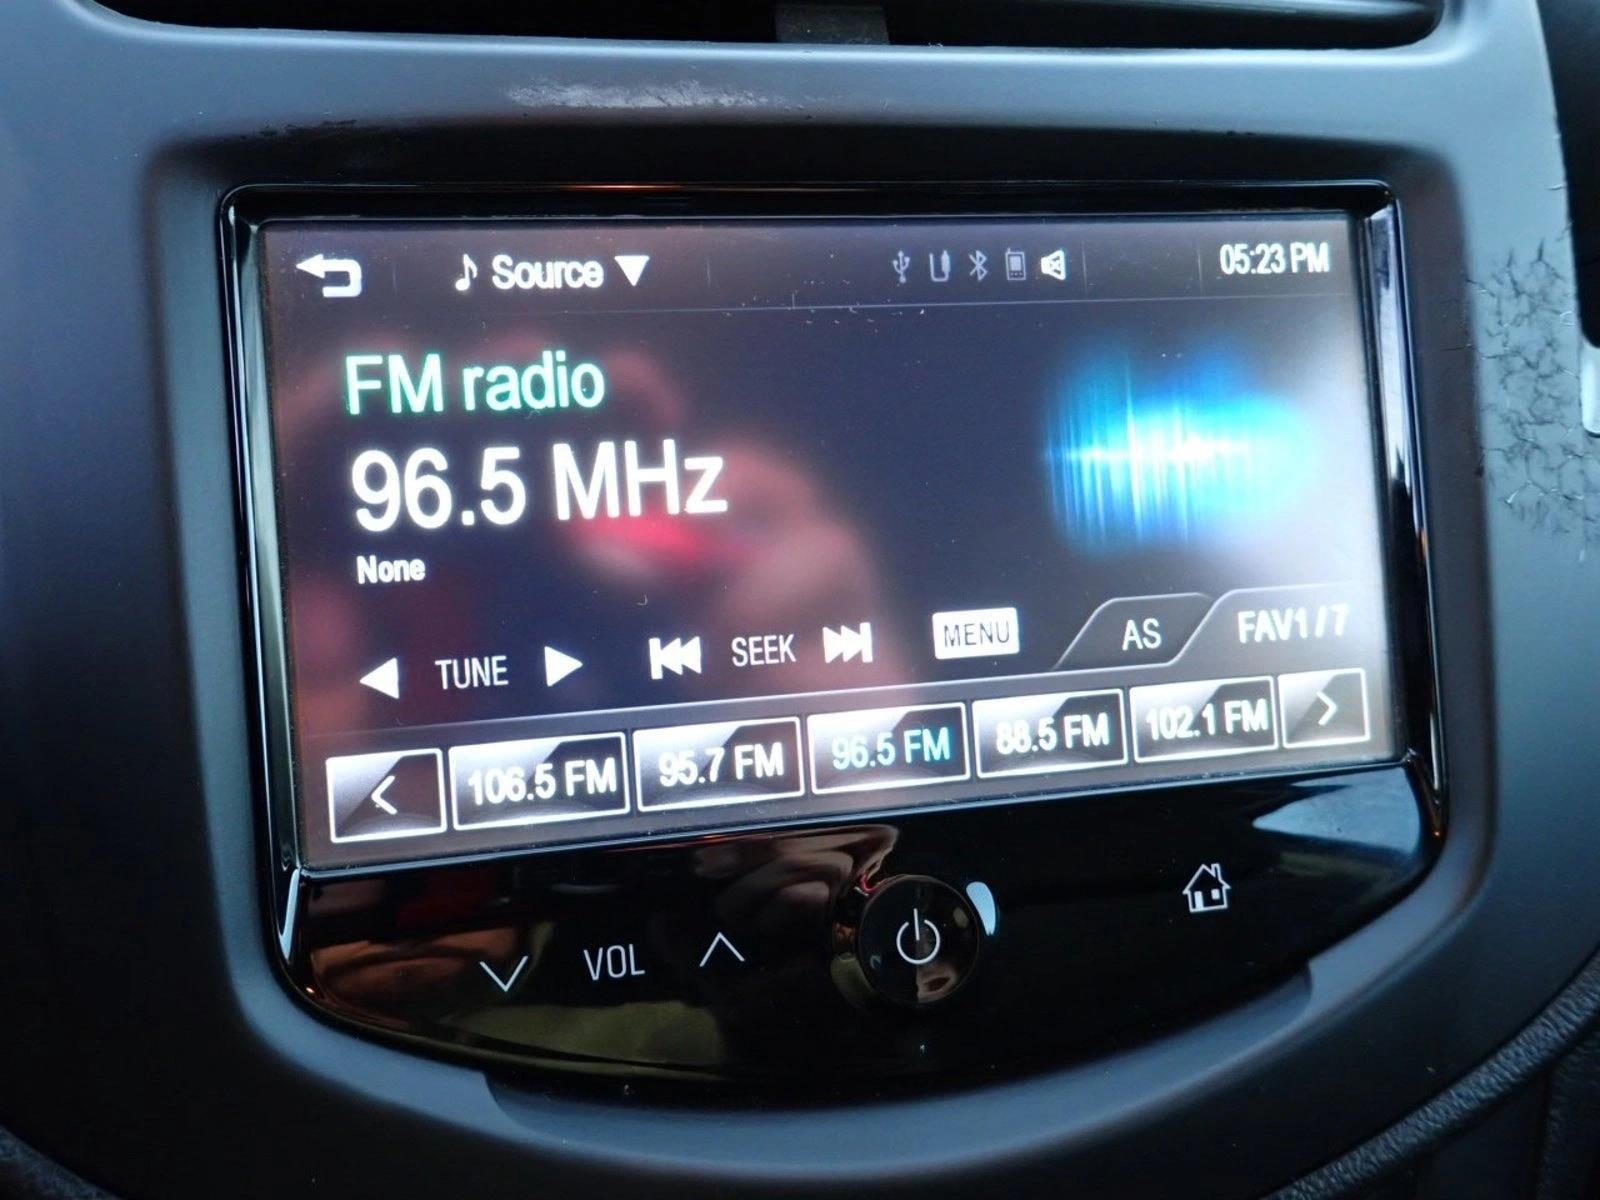 Source 05:23 PM
FM radio
96.5 MHz
None
TUNE SEEK MENU AS FAV1/7
106.5 FM 95.7 FM 96.5 FM 88.5 FM 102.1 FM
VOL